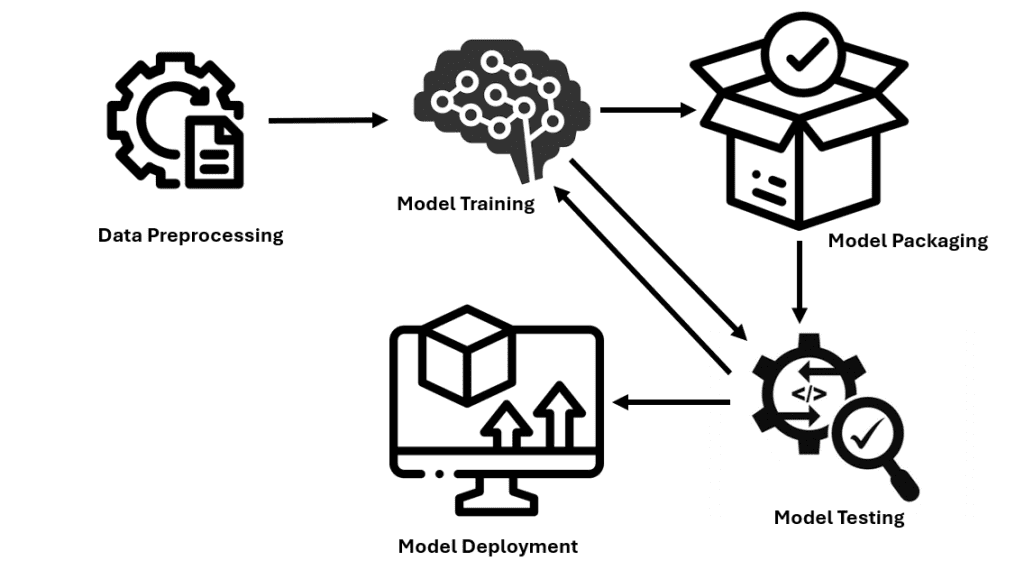 Data Preprocessing
Model Training
Model Packaging
</>
Model Testing
Model Deployment